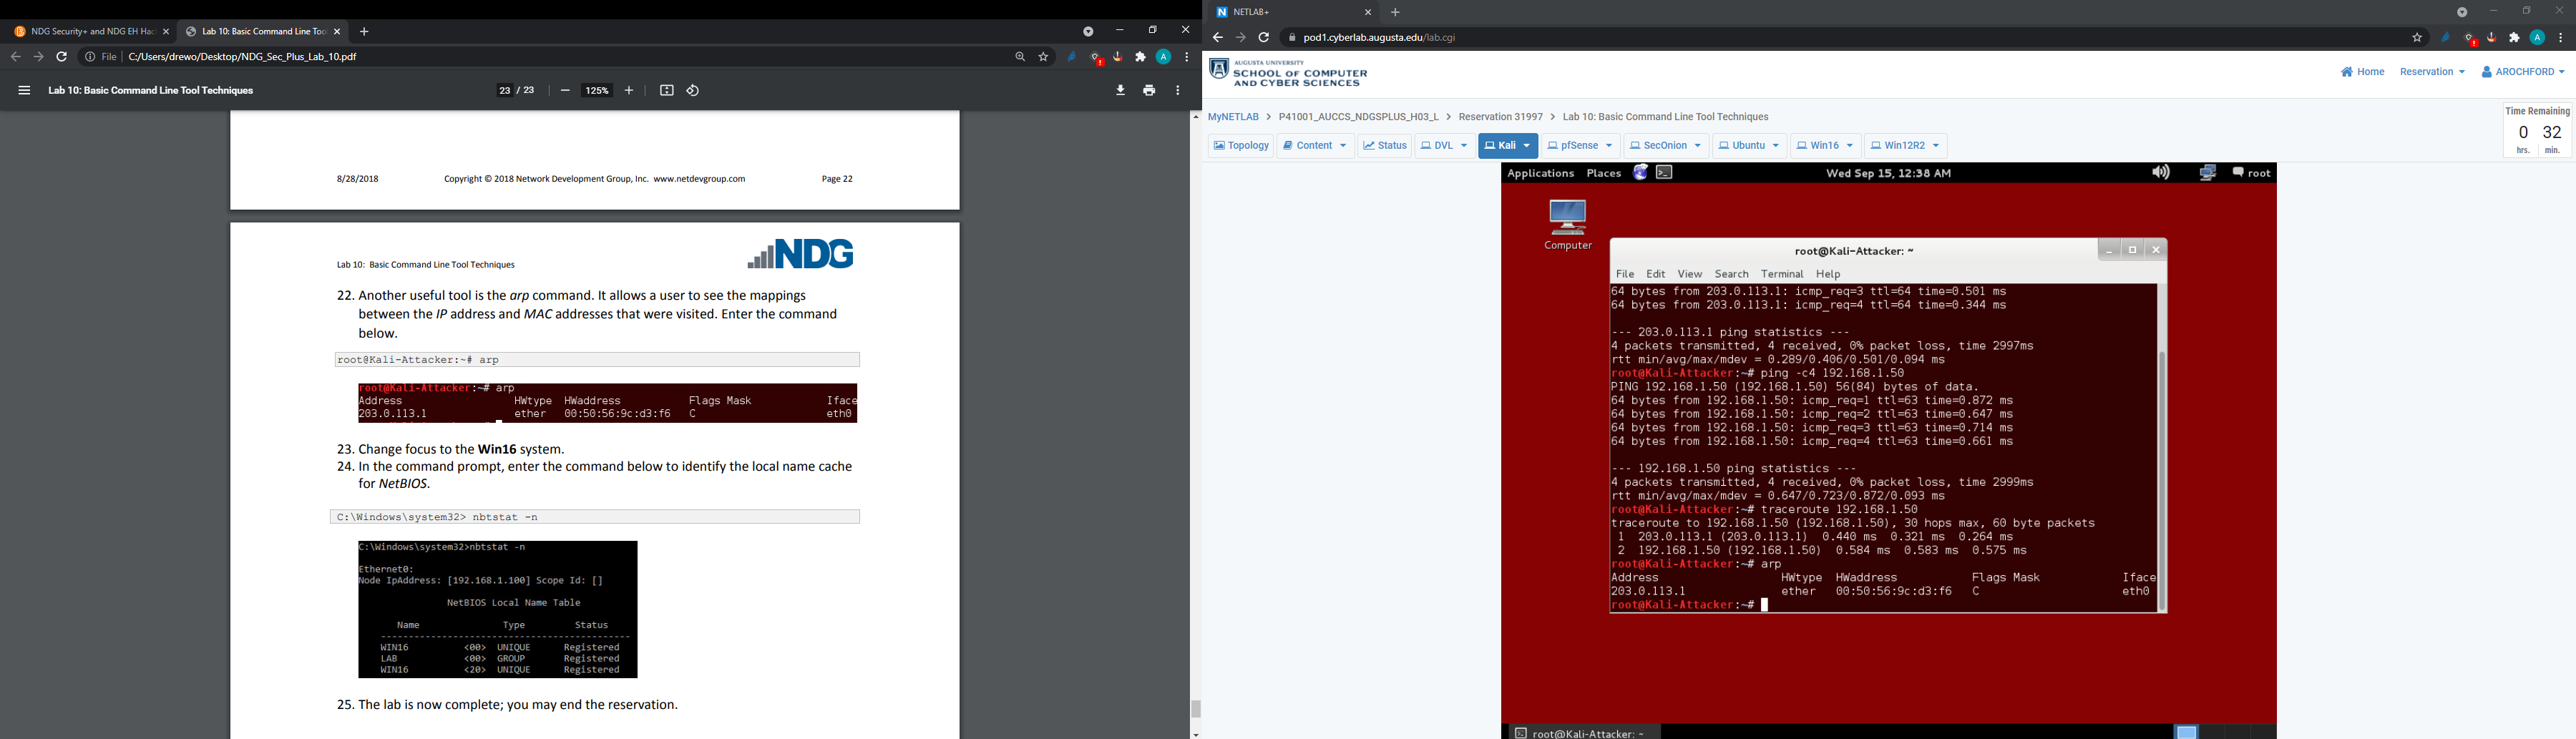 NDG Security+ and NDG EH Hac
Lab 10: Basic Command Line Too
File
C:/Users/drewo/Desktop/NDG_Sec_Plus_Lab_10.pdf
A
Lab 10: Basic Command Line Tool Techniques
23 / 23
125%
8/28/2018
Copyright © 2018 Network Development Group, Inc. www.netdevgroup.com
Page 22
NDG
Lab 10: Basic Command Line Tool Techniques
22. Another useful tool is the arp command. It allows a user to see the mappings
between the IP address and MAC addresses that were visited. Enter the command
below.
root@Kali-Attacker:~# arp
root@Kali-Attacker:~# arp
Address HWtype HWaddress Flags Mask Iface
203.0.113.1 ether 00:50:56:9c:d3:f6 C eth0
23. Change focus to the Win16 system.
24. In the command prompt, enter the command below to identify the local name cache
for NetBIOS.
C:\Windows\system32> nbtstat -n
C:\Windows\system32>nbtstat -n
Ethernet0:
Node IpAddress: [192.168.1.100] Scope Id: []
NetBIOS Local Name Table
Name Type Status
---------------------------------------------
WIN16 <00> UNIQUE Registered
LAB <00> GROUP Registered
WIN16 <20> UNIQUE Registered
25. The lab is now complete; you may end the reservation.
N NETLAB+
pod1.cyberlab.augusta.edu/lab.cgi
A
AUGUSTA UNIVERSITY
SCHOOL OF COMPUTER
AND CYBER SCIENCES
Home
Reservation
AROCHFORD
MyNETLAB > P41001_AUCCS_NDGSPLUS_H03_L > Reservation 31997 > Lab 10: Basic Command Line Tool Techniques
Time Remaining
0 32
hrs. min.
Topology
Content
Status
DVL
Kali
pfSense
SecOnion
Ubuntu
Win16
Win12R2
Applications Places
Wed Sep 15, 12:38 AM
root
Computer
root@Kali-Attacker: ~
File Edit View Search Terminal Help
64 bytes from 203.0.113.1: icmp_req=3 ttl=64 time=0.501 ms
64 bytes from 203.0.113.1: icmp_req=4 ttl=64 time=0.344 ms
--- 203.0.113.1 ping statistics ---
4 packets transmitted, 4 received, 0% packet loss, time 2997ms
rtt min/avg/max/mdev = 0.289/0.406/0.501/0.094 ms
root@Kali-Attacker:~# ping -c4 192.168.1.50
PING 192.168.1.50 (192.168.1.50) 56(84) bytes of data.
64 bytes from 192.168.1.50: icmp_req=1 ttl=63 time=0.872 ms
64 bytes from 192.168.1.50: icmp_req=2 ttl=63 time=0.647 ms
64 bytes from 192.168.1.50: icmp_req=3 ttl=63 time=0.714 ms
64 bytes from 192.168.1.50: icmp_req=4 ttl=63 time=0.661 ms
--- 192.168.1.50 ping statistics ---
4 packets transmitted, 4 received, 0% packet loss, time 2999ms
rtt min/avg/max/mdev = 0.647/0.723/0.872/0.093 ms
root@Kali-Attacker:~# traceroute 192.168.1.50
traceroute to 192.168.1.50 (192.168.1.50), 30 hops max, 60 byte packets
1 203.0.113.1 (203.0.113.1) 0.440 ms 0.321 ms 0.264 ms
2 192.168.1.50 (192.168.1.50) 0.584 ms 0.583 ms 0.575 ms
root@Kali-Attacker:~# arp
Address HWtype HWaddress Flags Mask Iface
203.0.113.1 ether 00:50:56:9c:d3:f6 C eth0
root@Kali-Attacker:~#
root@Kali-Attacker: ~